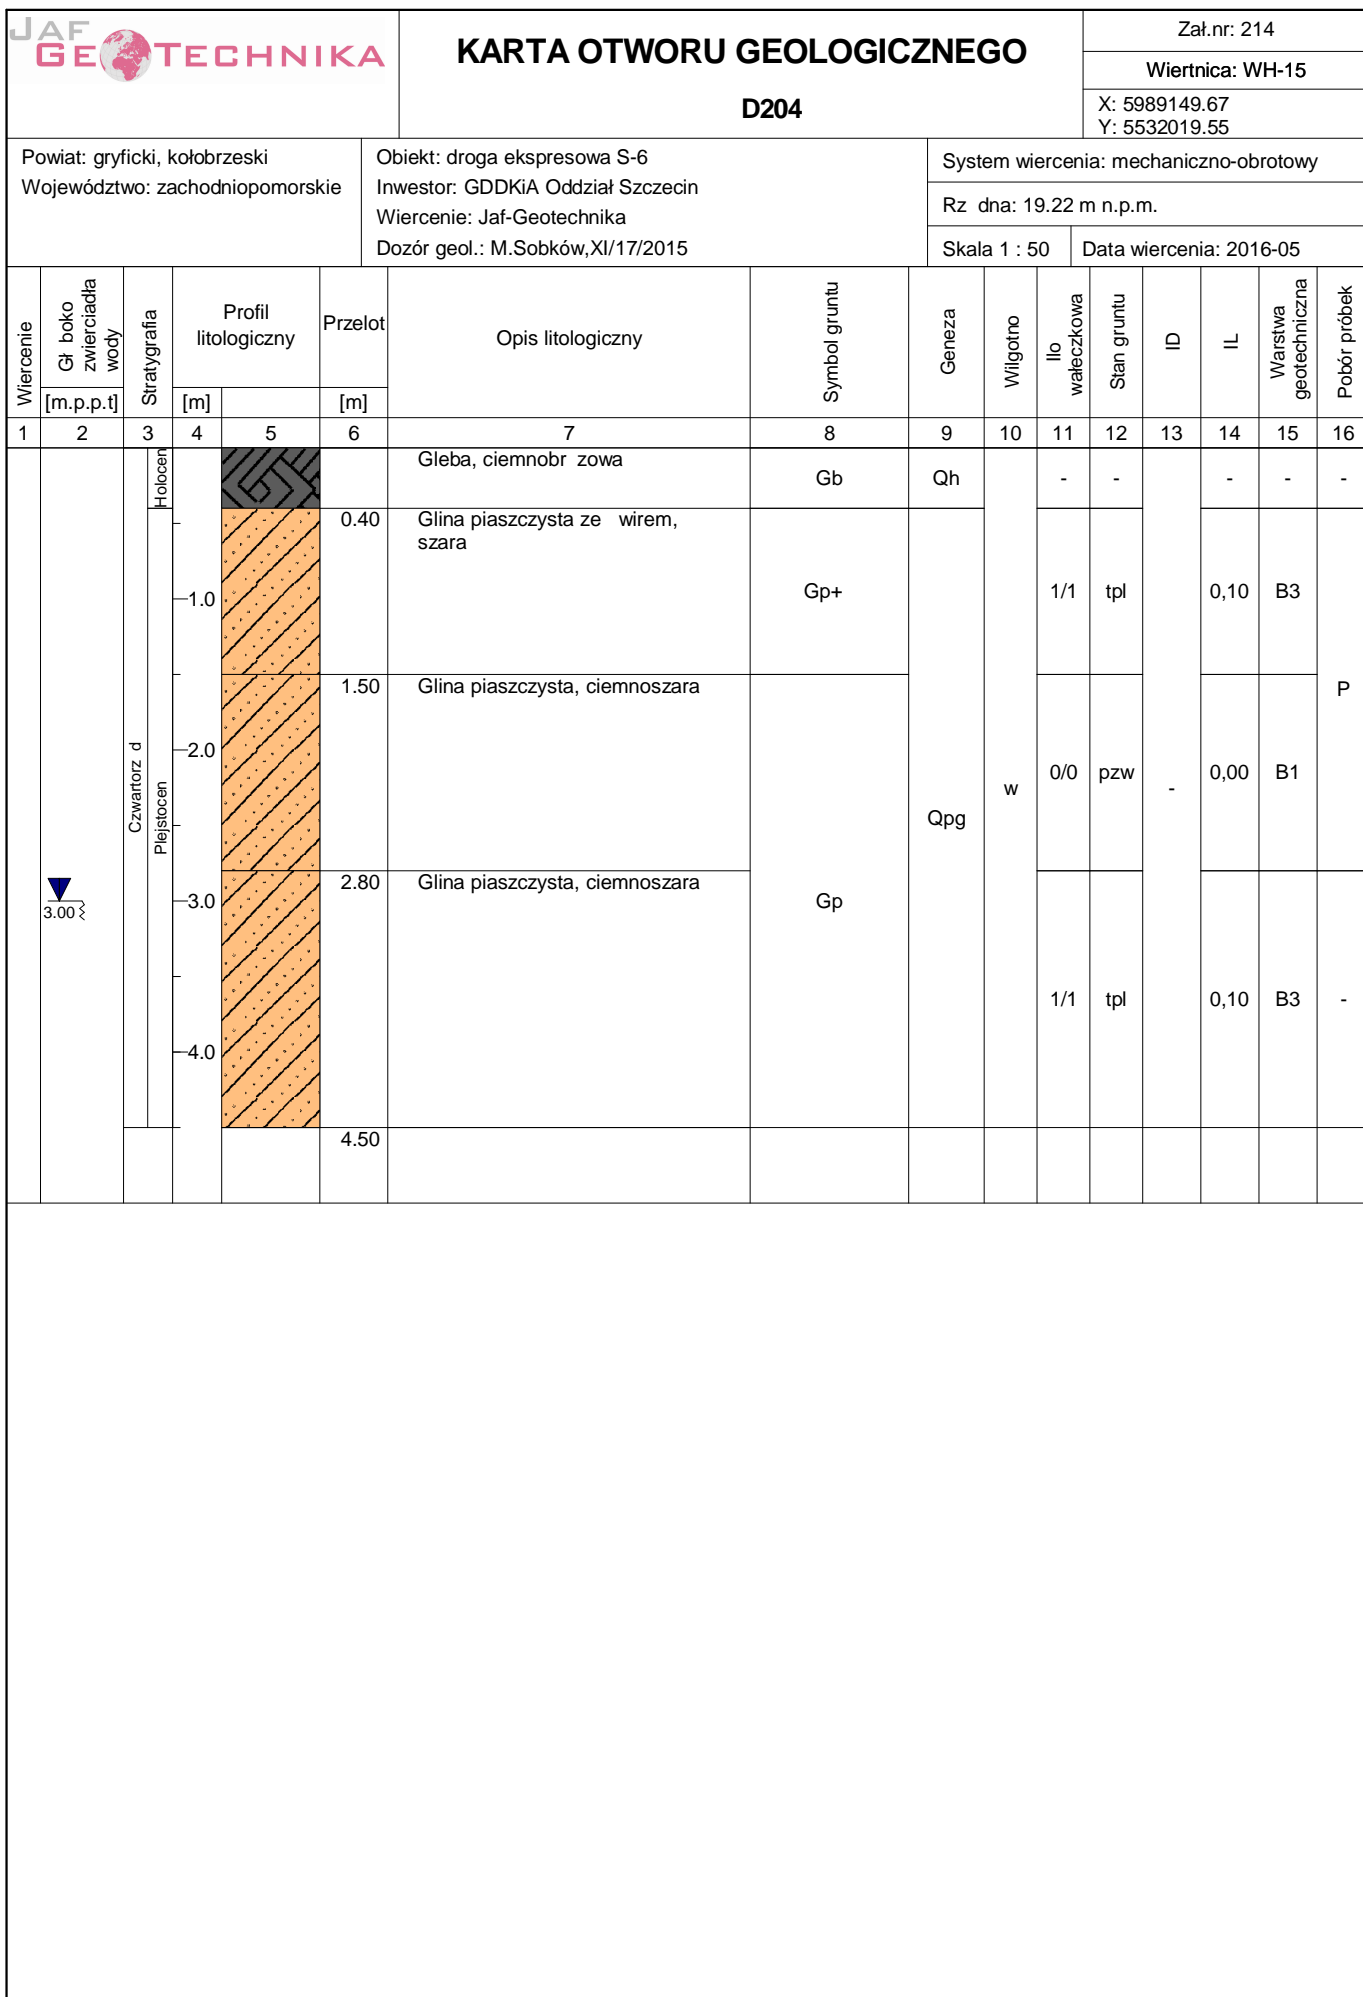 JAF
GEOTECHNIKA
KARTA OTWORU GEOLOGICZNEGO
D204
Zał.nr: 214
Wiertnica: WH-15
X: 5989149.67
Y: 5532019.55
Powiat: gryficki, kołobrzeski
Województwo: zachodniopomorskie
Obiekt: droga ekspresowa S-6
Inwestor: GDDKiA Oddział Szczecin
Wiercenie: Jaf-Geotechnika
Dozór geol.: M.Sobków,XI/17/2015
System wiercenia: mechaniczno-obrotowy
Rz dna: 19.22 m n.p.m.
Skala 1 : 50
Data wiercenia: 2016-05
Wiercenie
Gł boko
zwierciadła
wody
[m.p.p.t]
Stratygrafia
Profil
litologiczny
[m]
Przelot
[m]
Opis litologiczny
Symbol gruntu
Geneza
Wilgotno
Ilo
wałeczkowa
Stan gruntu
ID
IL
Warstwa
geotechniczna
Pobór próbek
1 2 3 4 5 6 7 8 9 10 11 12 13 14 15 16
Holocen
Gleba, ciemnobr zowa
Gb Qh - - - - -
0.40 Glina piaszczysta ze wirem,
szara
1.0
Gp+ 1/1 tpl 0,10 B3
1.50 Glina piaszczysta, ciemnoszara
P
2.0
Czwartorz d
Plejstocen
0/0 pzw 0,00 B1
w
-
Qpg
2.80 Glina piaszczysta, ciemnoszara
3.00
3.0
Gp
1/1 tpl 0,10 B3 -
4.0
4.50